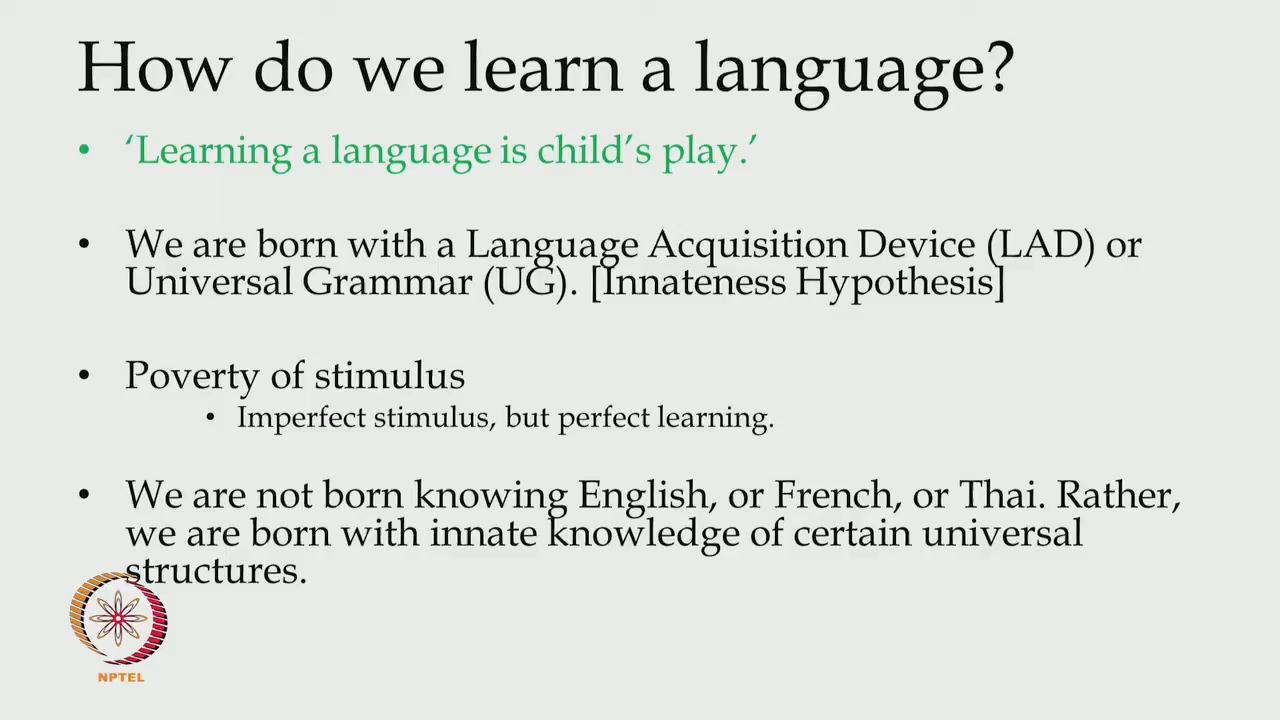 How do we learn a language?
• ‘Learning a language is child’s play.’
• We are born with a Language Acquisition Device (LAD) or
Universal Grammar (UG). [Innateness Hypothesis]
• Poverty of stimulus
• Imperfect stimulus, but perfect learning.
• We are not born knowing English, or French, or Thai. Rather,
we are born with innate knowledge of certain universal
structures.
NPTEL